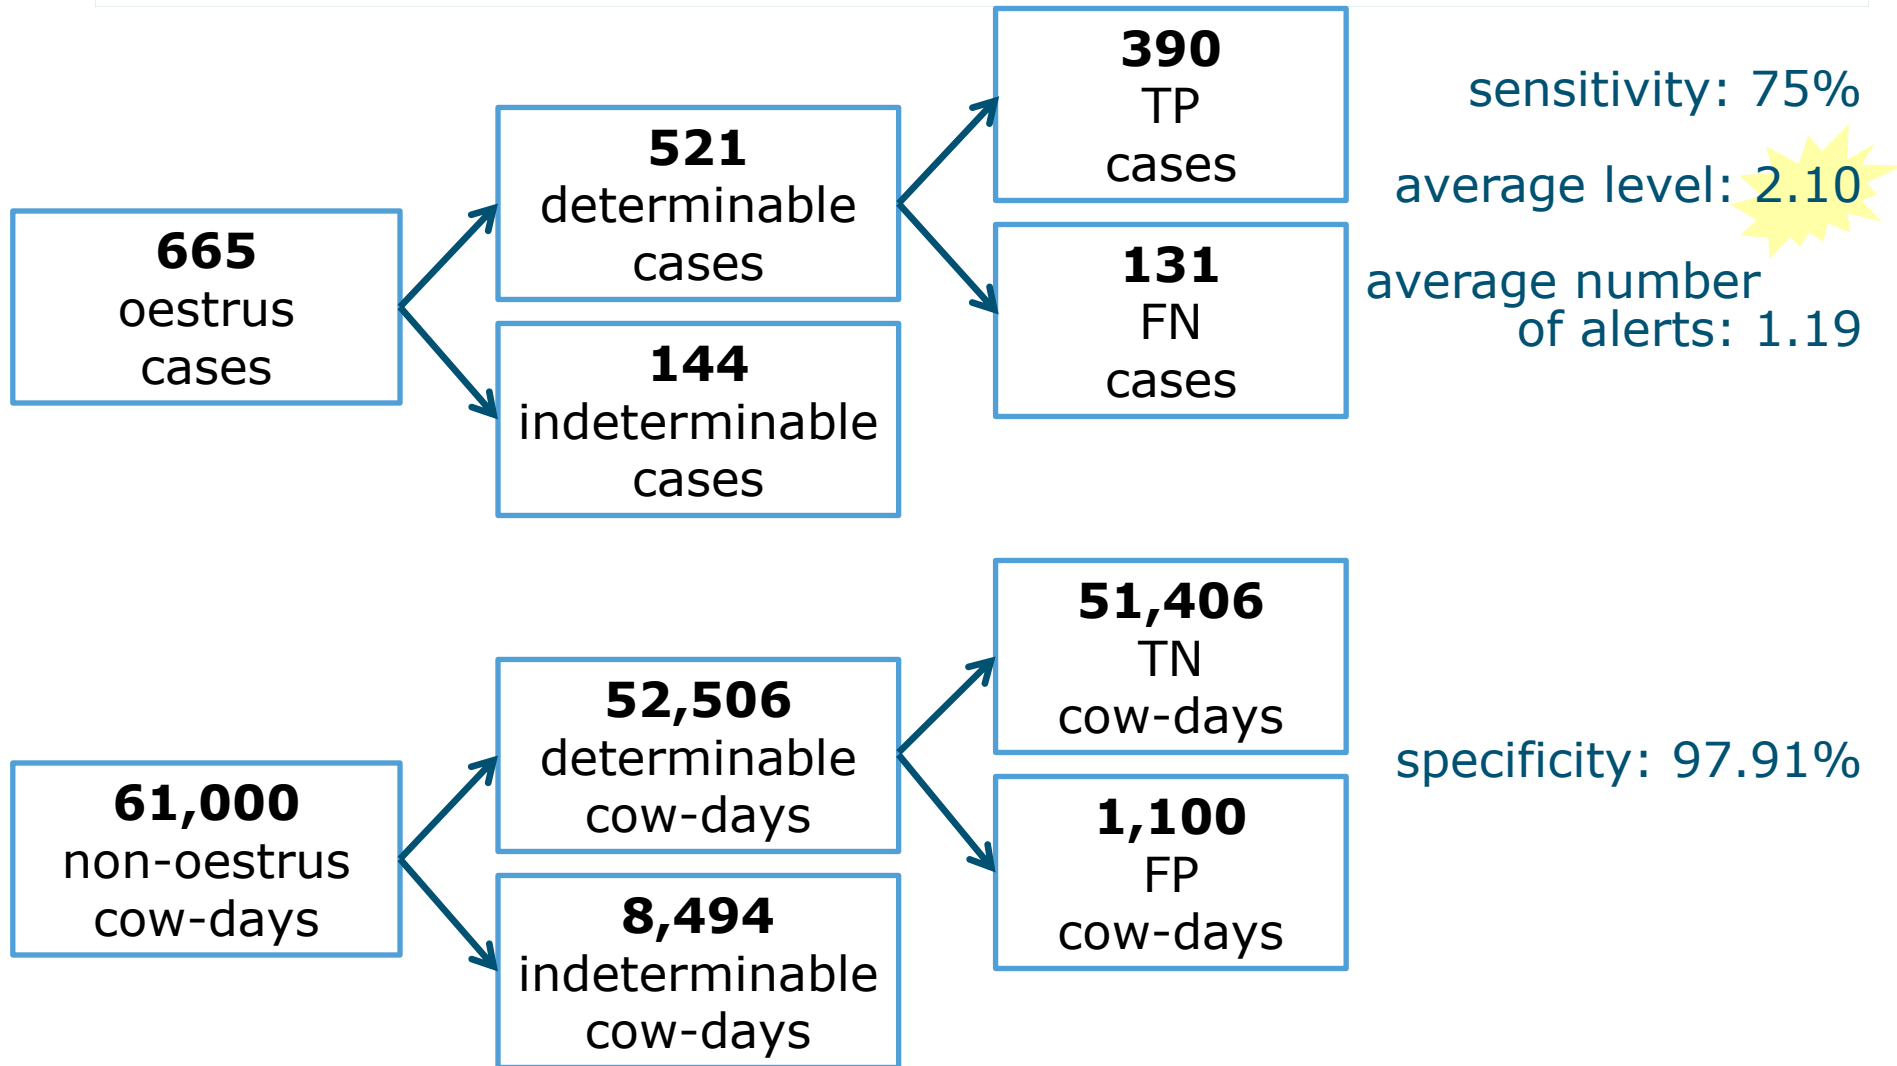 665
oestrus
cases
521
determinable
cases
144
indeterminable
cases
390
TP
cases
131
FN
cases
sensitivity: 75%
average level: 2.10
average number
of alerts: 1.19
61,000
non-oestrus
cow-days
52,506
determinable
cow-days
8,494
indeterminable
cow-days
51,406
TN
cow-days
1,100
FP
cow-days
specificity: 97.91%